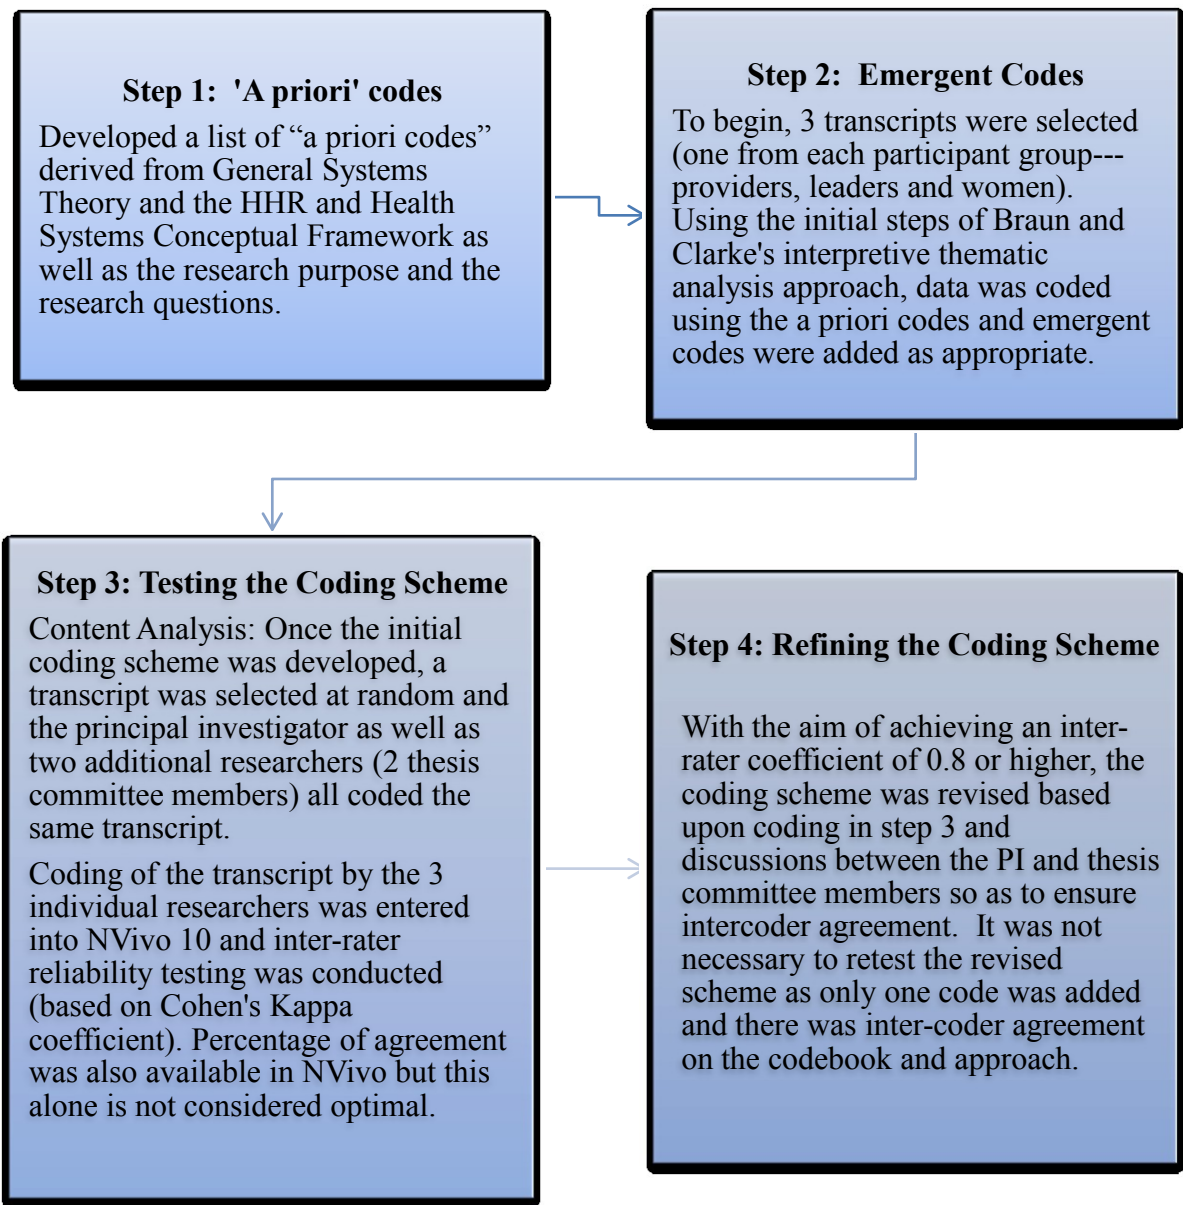 Step 1:  'A priori' codes
Developed a list of “a priori codes”
derived from General Systems
Theory and the HHR and Health
Systems Conceptual Framework as
well as the research purpose and the
research questions.
Step 2:  Emergent Codes
To begin, 3 transcripts were selected
(one from each participant group---
providers, leaders and women).
Using the initial steps of Braun and
Clarke's interpretive thematic
analysis approach, data was coded
using the a priori codes and emergent
codes were added as appropriate.
Step 3: Testing the Coding Scheme
Content Analysis: Once the initial
coding scheme was developed, a
transcript was selected at random and
the principal investigator as well as
two additional researchers (2 thesis
committee members) all coded the
same transcript.
Coding of the transcript by the 3
individual researchers was entered
into NVivo 10 and inter-rater
reliability testing was conducted
(based on Cohen's Kappa
coefficient). Percentage of agreement
was also available in NVivo but this
alone is not considered optimal.
Step 4: Refining the Coding Scheme
With the aim of achieving an inter-
rater coefficient of 0.8 or higher, the
coding scheme was revised based
upon coding in step 3 and
discussions between the PI and thesis
committee members so as to ensure
intercoder agreement.  It was not
necessary to retest the revised
scheme as only one code was added
and there was inter-coder agreement
on the codebook and approach.